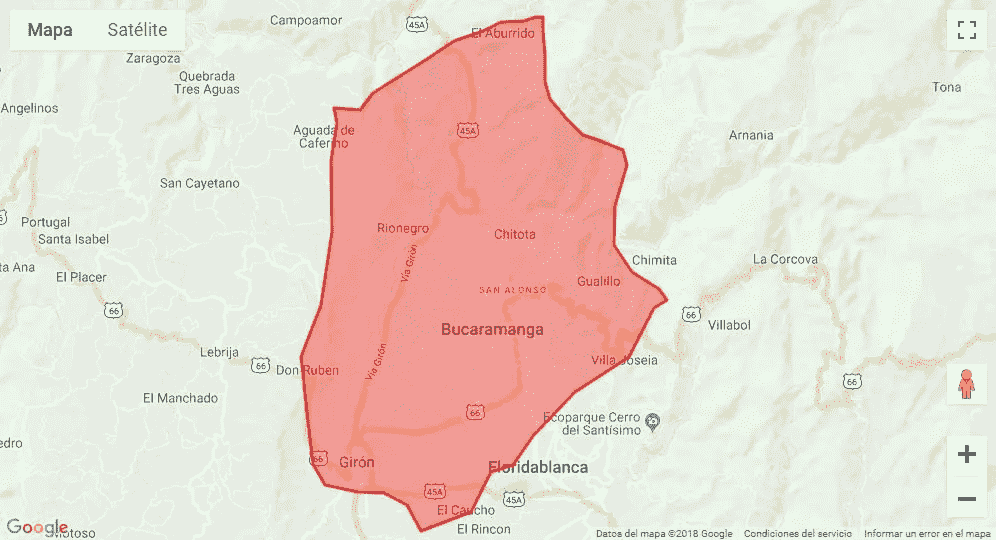 Mapa
Satélite
Campoamor
45A
El Aburrido
Zaragoza
Quebrada
Tres Aguas
Tona
Angelinos
45A
Aguada de
Caferino
Arnania
San Cayetano
Portugal
Rionegro
Chitota
Santa Isabel
Vía Girón
Chimita
La Corcova
ta Ana
El Placer
Gualilo
SAN ALONSO
66
66
Villabol
Bucaramanga
Vía Girón
Lebrija
66
Don Ruben
Villa Joseia
66
El Manchado
66
Ecoparque Cerro
del Santísimo
edro
66
Girón
Floridablanca
45A
45A
El Caucho
El Rincon
Google
Motoso
Datos del mapa ©2018 Google
Condiciones del servicio
Informar un error en el mapa